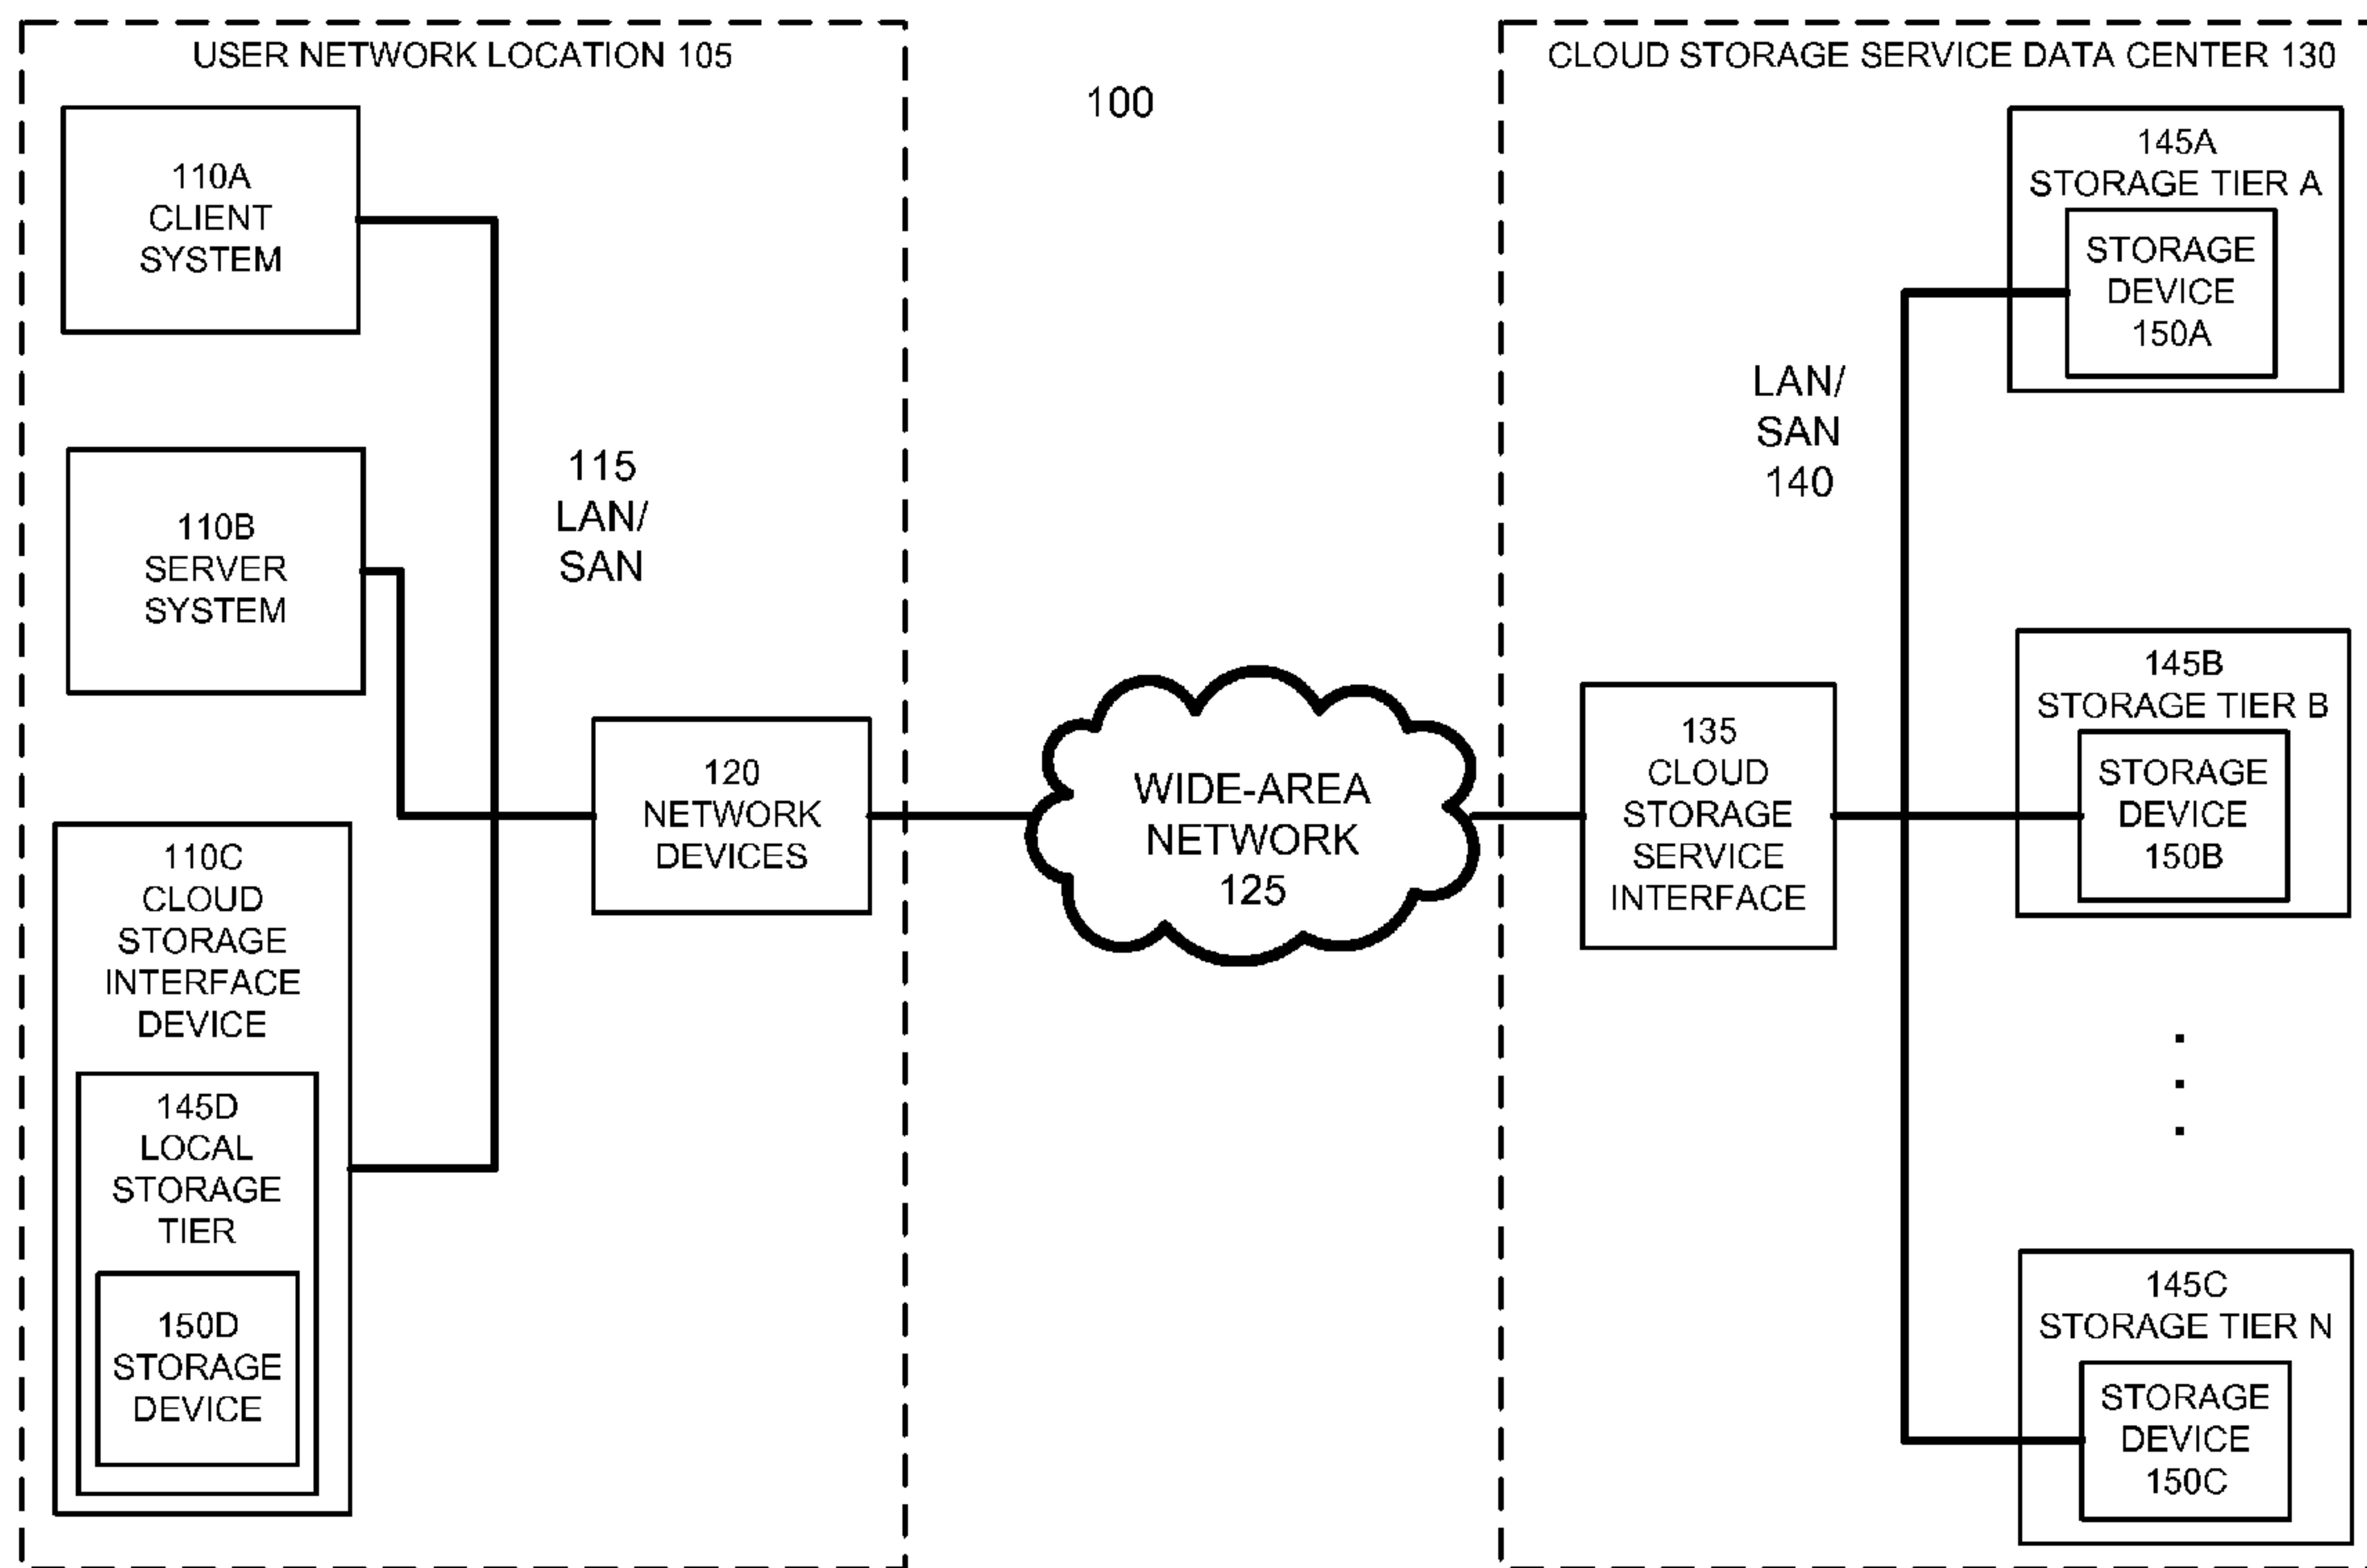 USER NETWORK LOCATION 105
110A
CLIENT
SYSTEM
110B
SERVER
SYSTEM
115
LAN/
SAN
110C
CLOUD
STORAGE
INTERFACE
DEVICE
145D
LOCAL
STORAGE
TIER
150D
STORAGE
DEVICE
120
NETWORK
DEVICES
100
WIDE-AREA
NETWORK
125
CLOUD STORAGE SERVICE DATA CENTER 130
135
CLOUD
STORAGE
SERVICE
INTERFACE
LAN/
SAN
140
145A
STORAGE TIER A
STORAGE
DEVICE
150A
145B
STORAGE TIER B
STORAGE
DEVICE
150B
145C
STORAGE TIER N
STORAGE
DEVICE
150C